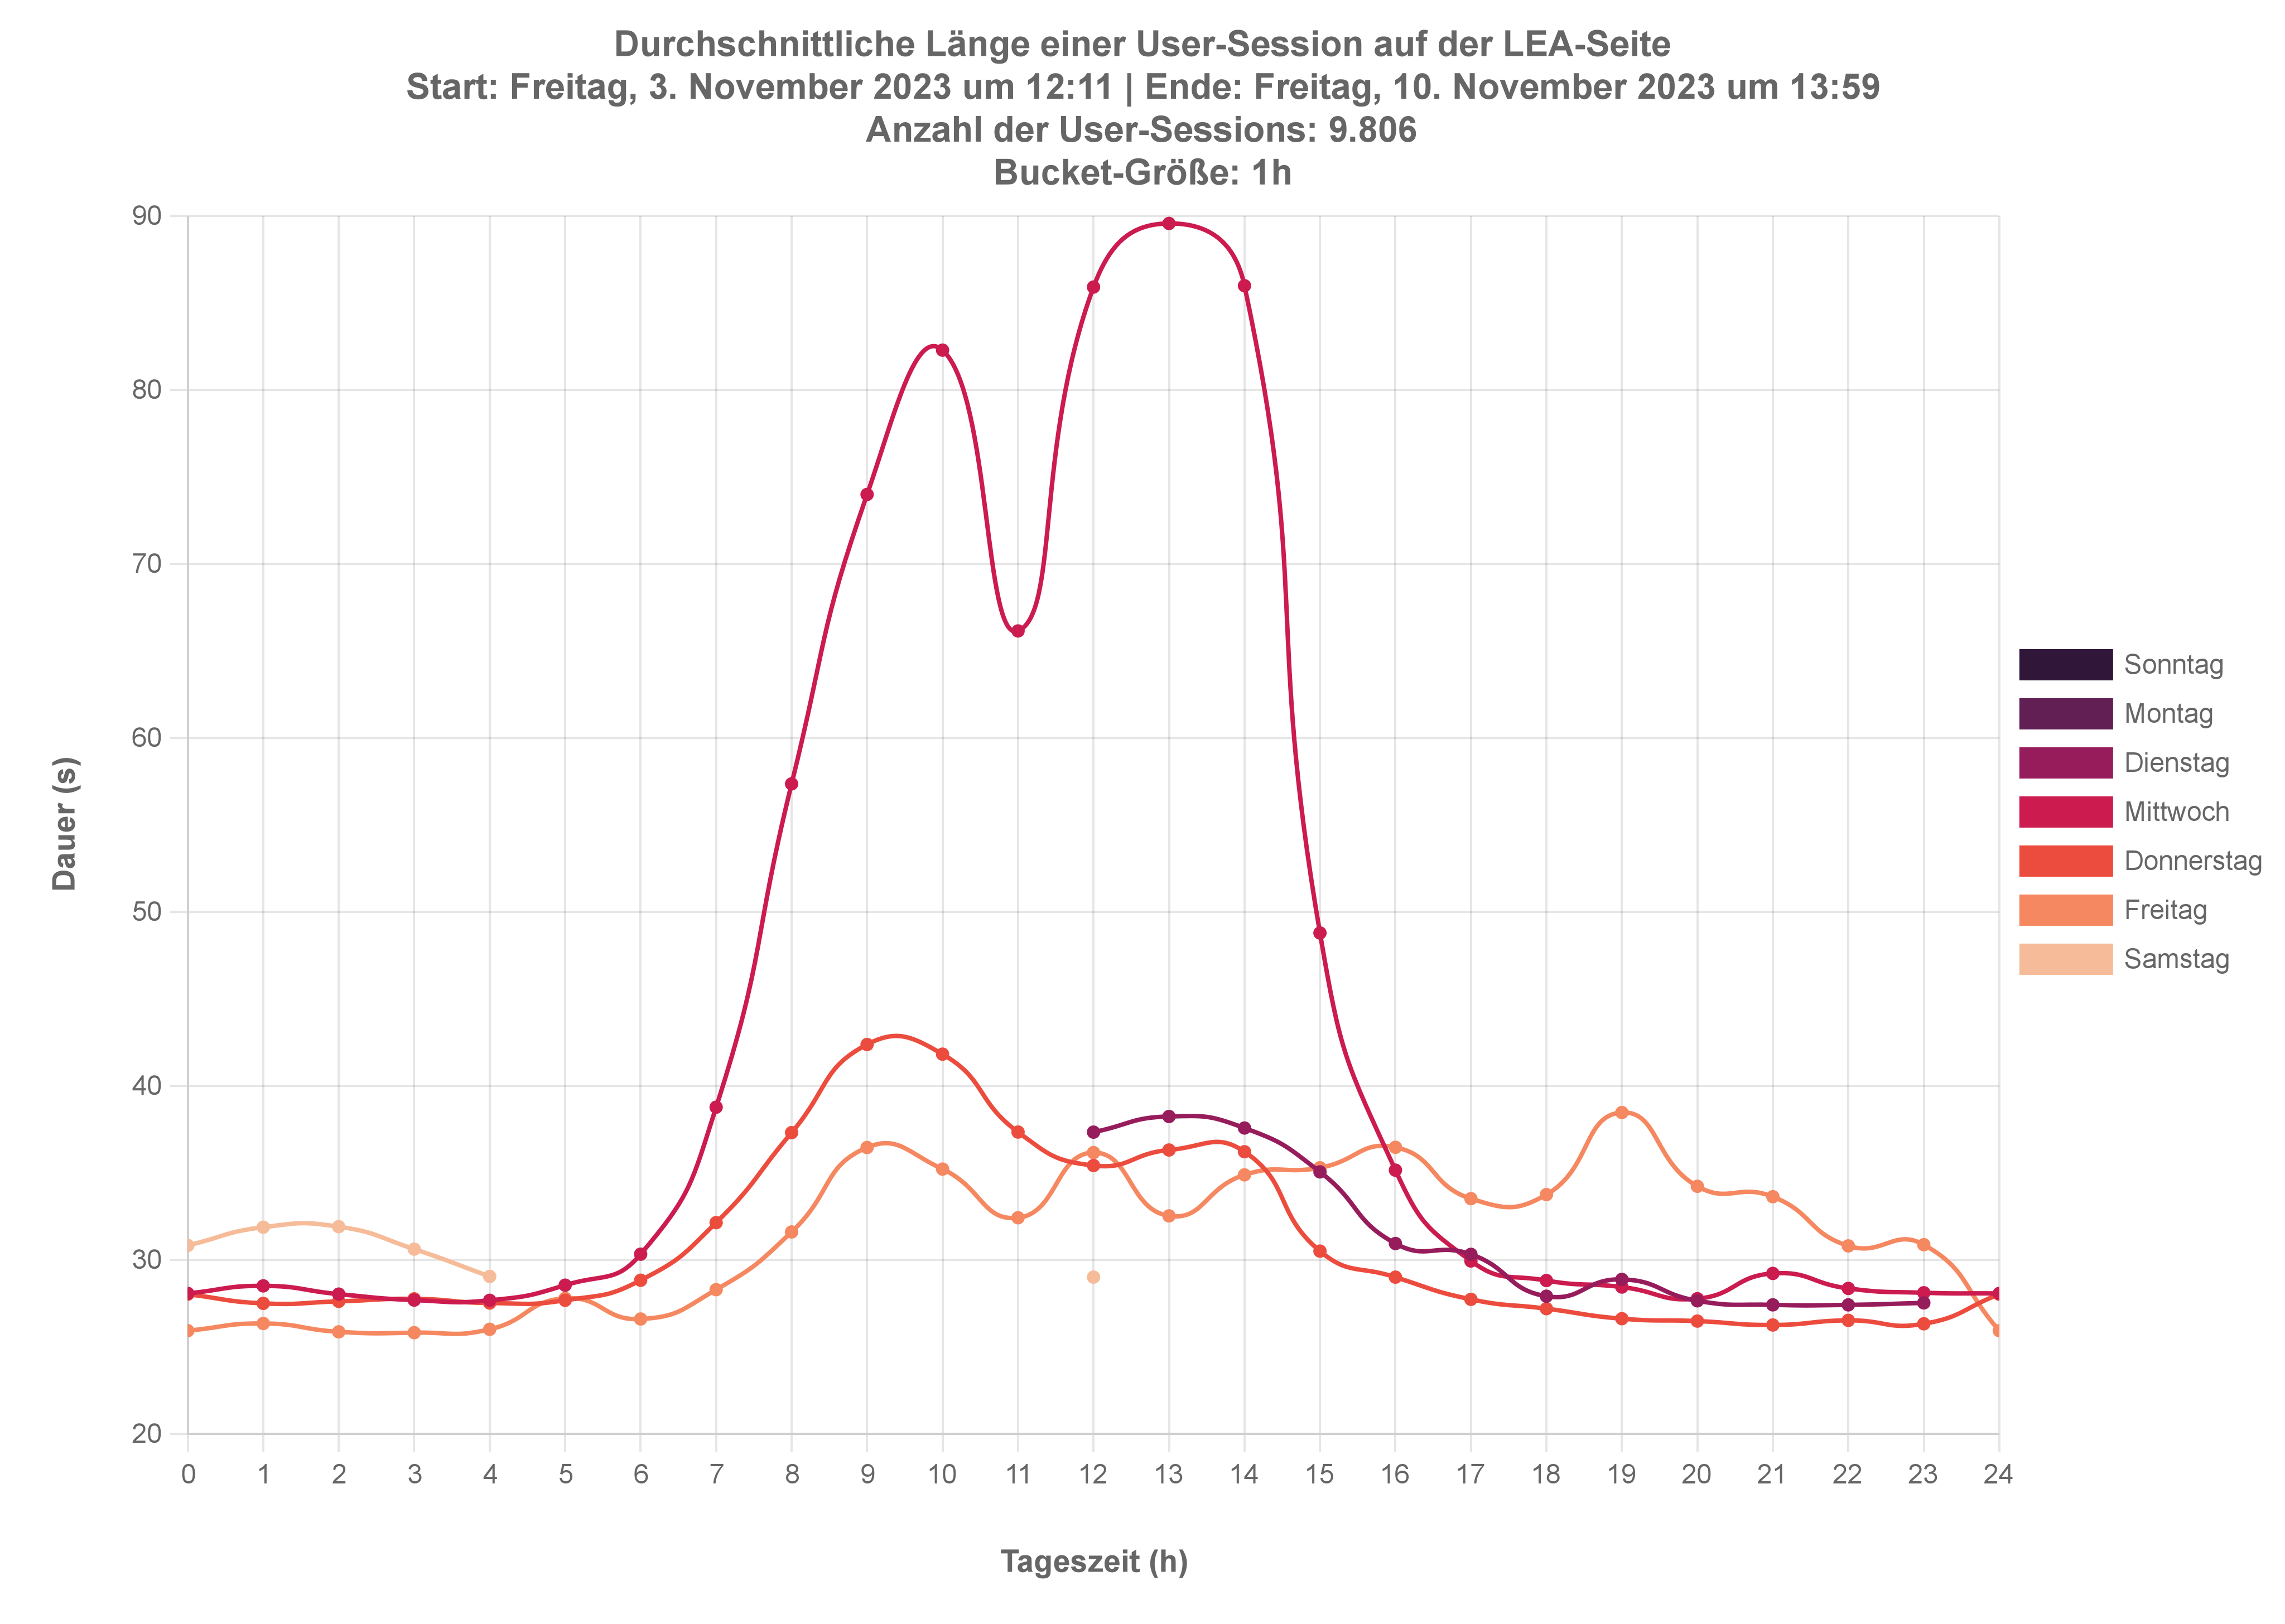 Durchschnittliche Länge einer User-Session auf der LEA-Seite
Start: Freitag, 3. November 2023 um 12:11 | Ende: Freitag, 10. November 2023 um 13:59
Anzahl der User-Sessions: 9.806
Bucket-Größe: 1h
90
80
70
60
50
40
30
20
Dauer (s)
0 1 2 3 4 5 6 7 8 9 10 11 12 13 14 15 16 17 18 19 20 21 22 23 24
Tageszeit (h)
Sonntag
Montag
Dienstag
Mittwoch
Donnerstag
Freitag
Samstag